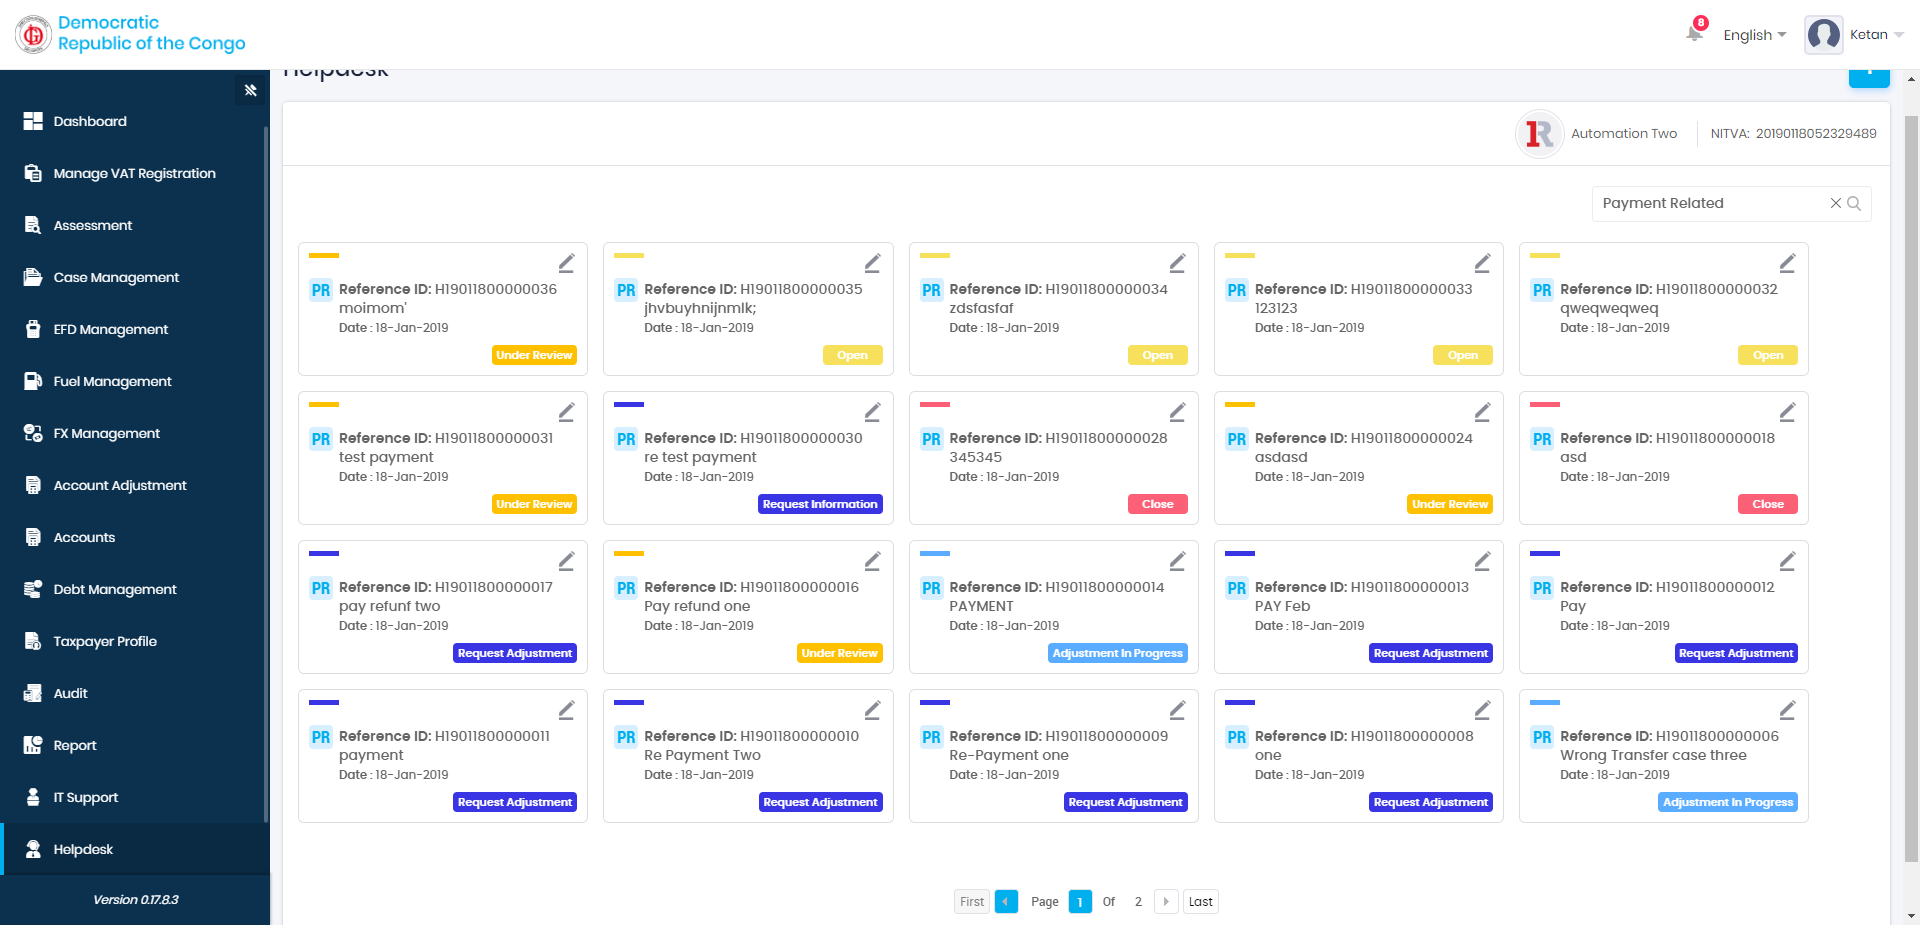 Democratic
Republic of the Congo
8
English
Ketan
Helpdesk
Dashboard
Manage VAT Registration
Assessment
Case Management
EFD Management
Fuel Management
FX Management
Account Adjustment
Accounts
Debt Management
Taxpayer Profile
Audit
Report
IT Support
Helpdesk
Version 0.17.8.3
Automation Two
NITVA: 20190118052329489
Payment Related
PR
Reference ID: H19011800000036
moimom'
Date : 18-Jan-2019
Under Review
PR
Reference ID: H19011800000035
jhvbuyhnijnmlk;
Date : 18-Jan-2019
Open
PR
Reference ID: H19011800000034
zdsfasfaf
Date : 18-Jan-2019
Open
PR
Reference ID: H19011800000033
123123
Date : 18-Jan-2019
Open
PR
Reference ID: H19011800000032
qweqweqweq
Date : 18-Jan-2019
Open
PR
Reference ID: H19011800000031
test payment
Date : 18-Jan-2019
Under Review
PR
Reference ID: H19011800000030
re test payment
Date : 18-Jan-2019
Request Information
PR
Reference ID: H19011800000028
345345
Date : 18-Jan-2019
Close
PR
Reference ID: H19011800000024
asdasd
Date : 18-Jan-2019
Under Review
PR
Reference ID: H19011800000018
asd
Date : 18-Jan-2019
Close
PR
Reference ID: H19011800000017
pay refunf two
Date : 18-Jan-2019
Request Adjustment
PR
Reference ID: H19011800000016
Pay refund one
Date : 18-Jan-2019
Under Review
PR
Reference ID: H19011800000014
PAYMENT
Date : 18-Jan-2019
Adjustment In Progress
PR
Reference ID: H19011800000013
PAY Feb
Date : 18-Jan-2019
Request Adjustment
PR
Reference ID: H19011800000012
Pay
Date : 18-Jan-2019
Request Adjustment
PR
Reference ID: H19011800000011
payment
Date : 18-Jan-2019
Request Adjustment
PR
Reference ID: H19011800000010
Re Payment Two
Date : 18-Jan-2019
Request Adjustment
PR
Reference ID: H19011800000009
Re-Payment one
Date : 18-Jan-2019
Request Adjustment
PR
Reference ID: H19011800000008
one
Date : 18-Jan-2019
Request Adjustment
PR
Reference ID: H19011800000006
Wrong Transfer case three
Date : 18-Jan-2019
Adjustment In Progress
First Page 1 Of 2 Last